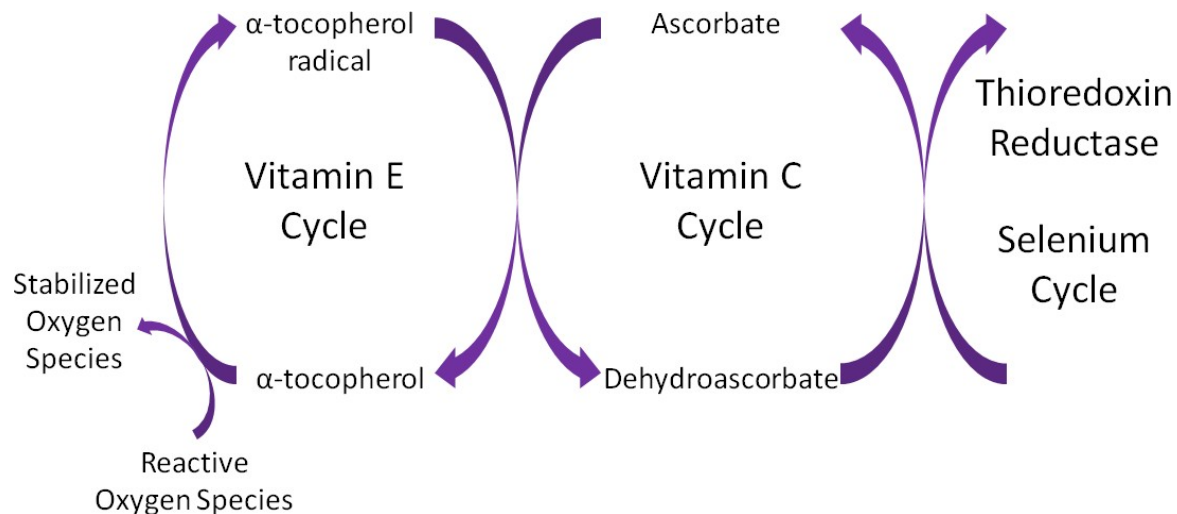 α-tocopherol
radical
Ascorbate
Thioredoxin
Reductase
Vitamin E
Cycle
Vitamin C
Cycle
Selenium
Cycle
Stabilized
Oxygen
Species
α-tocopherol
Dehydroascorbate
Reactive
Oxygen Species